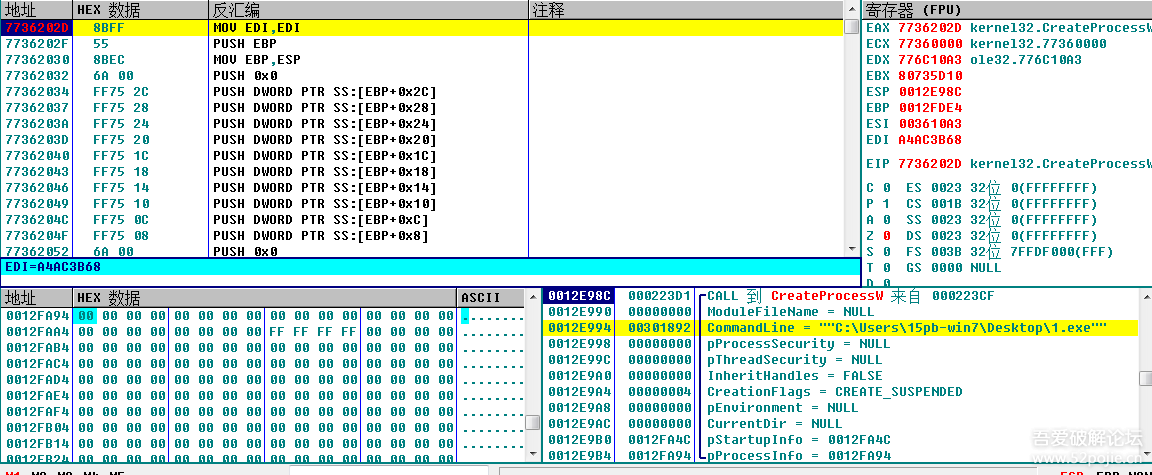 地址 HEX 数据 反汇编 注释
7736202D 8BFF MOV EDI,EDI
7736202F 55 PUSH EBP
77362030 8BEC MOV EBP,ESP
77362032 6A 00 PUSH 0x0
77362034 FF75 2C PUSH DWORD PTR SS:[EBP+0x2C]
77362037 FF75 28 PUSH DWORD PTR SS:[EBP+0x28]
7736203A FF75 24 PUSH DWORD PTR SS:[EBP+0x24]
7736203D FF75 20 PUSH DWORD PTR SS:[EBP+0x20]
77362040 FF75 1C PUSH DWORD PTR SS:[EBP+0x1C]
77362043 FF75 18 PUSH DWORD PTR SS:[EBP+0x18]
77362046 FF75 14 PUSH DWORD PTR SS:[EBP+0x14]
77362049 FF75 10 PUSH DWORD PTR SS:[EBP+0x10]
7736204C FF75 0C PUSH DWORD PTR SS:[EBP+0xC]
7736204F FF75 08 PUSH DWORD PTR SS:[EBP+0x8]
77362052 6A 00 PUSH 0x0
EDI=A4AC3B68
寄存器 (FPU)
EAX 7736202D kernel32.CreateProcessW
ECX 77360000 kernel32.77360000
EDX 776C10A3 ole32.776C10A3
EBX 80735D10
ESP 0012E98C
EBP 0012FDE4
ESI 003610A3
EDI A4AC3B68
EIP 7736202D kernel32.CreateProcessW
C 0 ES 0023 32位 0(FFFFFFFF)
P 1 CS 001B 32位 0(FFFFFFFF)
A 0 SS 0023 32位 0(FFFFFFFF)
Z 0 DS 0023 32位 0(FFFFFFFF)
S 0 FS 003B 32位 7FFDF000(FFF)
T 0 GS 0000 NULL
D 0
地址 HEX 数据 ASCII
0012FA94 00 00 00 00 00 00 00 00 00 00 00 00 00 00 00 00 ........
0012FAA4 00 00 00 00 00 00 00 00 FF FF FF FF 00 00 00 00 ........
0012FAB4 00 00 00 00 00 00 00 00 00 00 00 00 00 00 00 00 ........
0012FAC4 00 00 00 00 00 00 00 00 00 00 00 00 00 00 00 00 ........
0012FAD4 00 00 00 00 00 00 00 00 00 00 00 00 00 00 00 00 ........
0012FAE4 00 00 00 00 00 00 00 00 00 00 00 00 00 00 00 00 ........
0012FAF4 00 00 00 00 00 00 00 00 00 00 00 00 00 00 00 00 ........
0012FB04 00 00 00 00 00 00 00 00 00 00 00 00 00 00 00 00 ........
0012FB14 00 00 00 00 00 00 00 00 00 00 00 00 00 00 00 00 ........
0012FB24 00 00 00 00 00 00 00 00 00 00 00 00 00 00 00 00 ........
0012E98C 000223D1 CALL 到 CreateProcessW 来自 000223CF
0012E990 00000000 ModuleFileName = NULL
0012E994 00301892 CommandLine = ""C:\Users\15pb-win7\Desktop\1.exe""
0012E998 00000000 pProcessSecurity = NULL
0012E99C 00000000 pThreadSecurity = NULL
0012E9A0 00000000 InheritHandles = FALSE
0012E9A4 00000004 CreationFlags = CREATE_SUSPENDED
0012E9A8 00000000 pEnvironment = NULL
0012E9AC 00000000 CurrentDir = NULL
0012E9B0 0012FA4C pStartupInfo = 0012FA4C
0012E9B4 0012FA94 pProcessInfo = 0012FA94
吾爱破解论坛
www.52pojie.cn